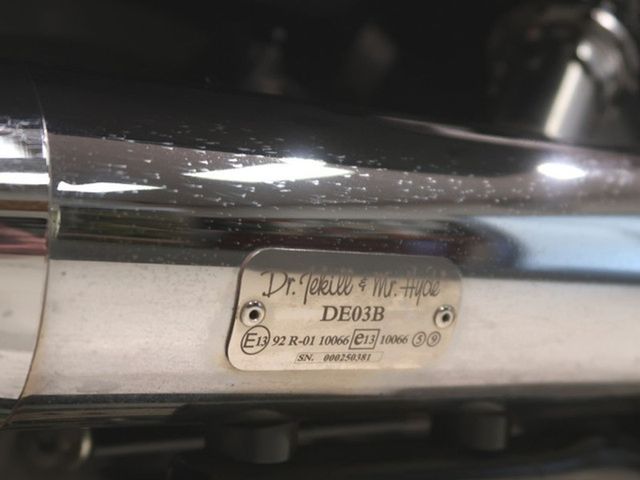 Dr. Jekill & Mr. Hyde
DE03B
E13 92 R-01 10066 e13 10066 5 9
SN. 000250381